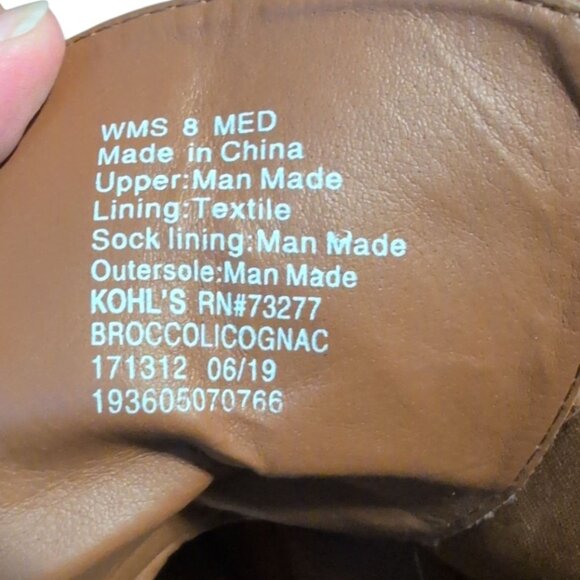 WMS 8 MED
Made in China
Upper:Man Made
Lining:Textile
Sock lining:Man Made
Outersole:Man Made
KOHL'S RN#73277
BROCCOLICOGNAC
171312 06/19
193605070766